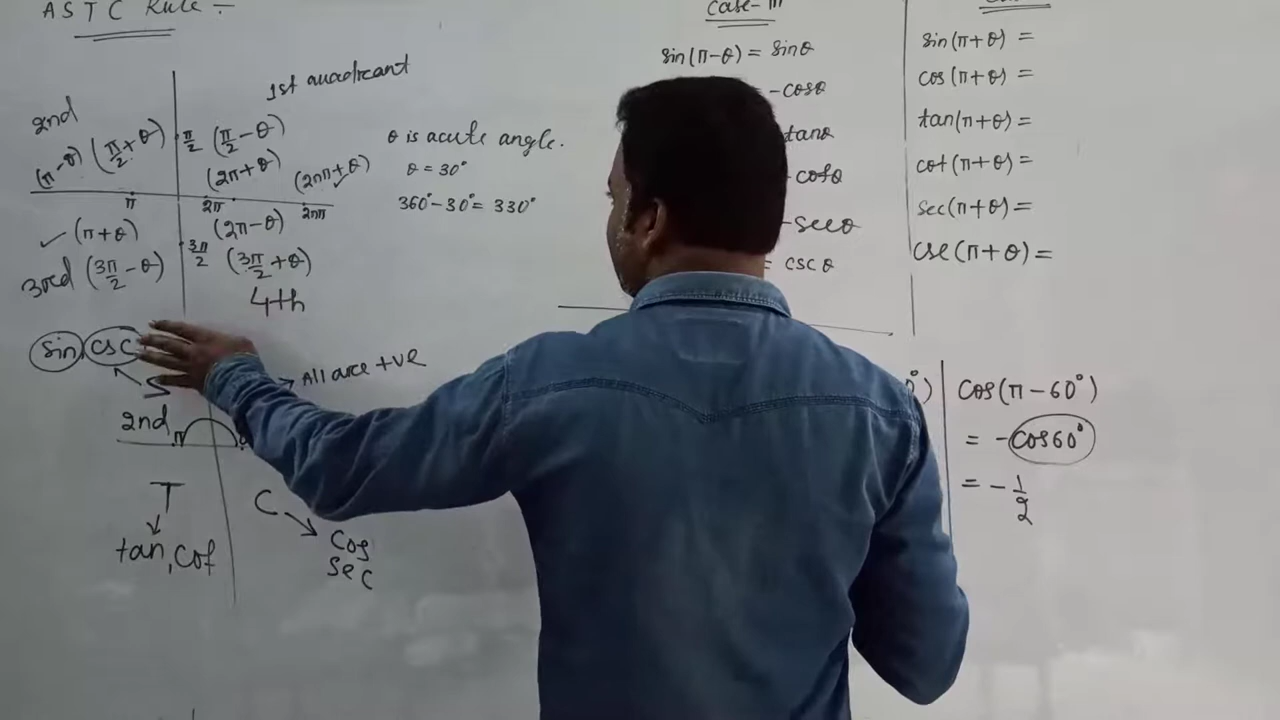 ASTC Rule :-
1st quadrant
2nd
(π-θ) (π/2+θ)
π/2 (π/2-θ)
(2π+θ)
(2nπ+θ)
π
2π
2nπ
(π+θ)
(2π-θ)
3rd (3π/2-θ)
3π/2 (3π/2+θ)
4th
θ is acute angle.
θ = 30°
360°-30° = 330°
sin csc
S
All are +ve
2nd
π
T
tan, cot
C
Cos
sec
Case-III
sin(π-θ) = sinθ
-cosθ
tanθ
-cotθ
-secθ
= cscθ
sin(π+θ) =
cos(π+θ) =
tan(π+θ) =
cot(π+θ) =
sec(π+θ) =
csc(π+θ) =
cos(π-60°)
= -cos60°
= -1/2